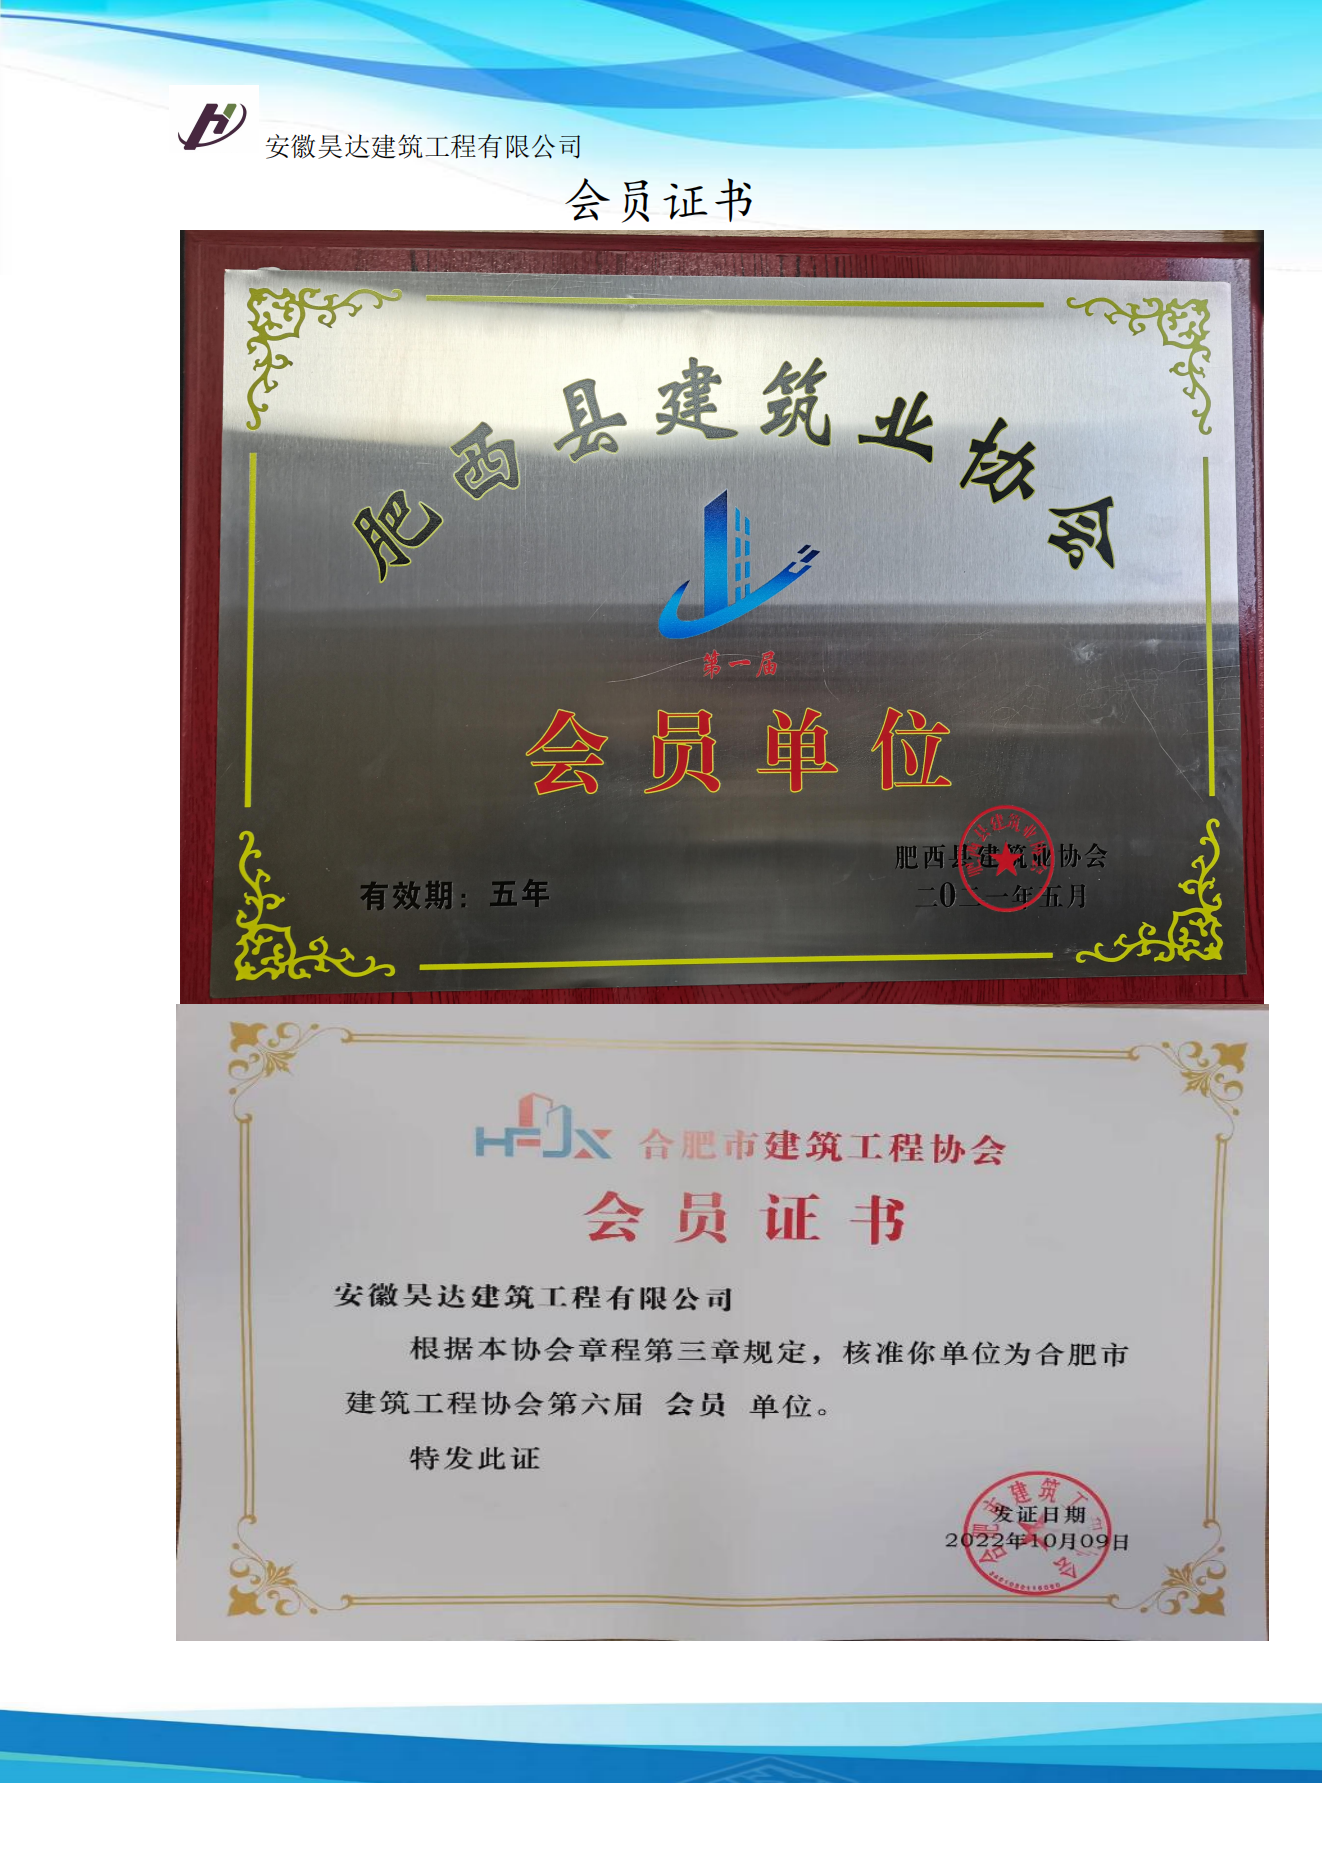 安徽昊达建筑工程有限公司
会员证书
肥西县建筑业协会
第一届
会员单位
肥西县建筑业协会
有效期：五年
二0二一年五月
HFJX 合肥市建筑工程协会
会员证书
安徽昊达建筑工程有限公司
根据本协会章程第三章规定，核准你单位为合肥市
建筑工程协会第六届 会员 单位。
特发此证
发证日期
2022年10月09日